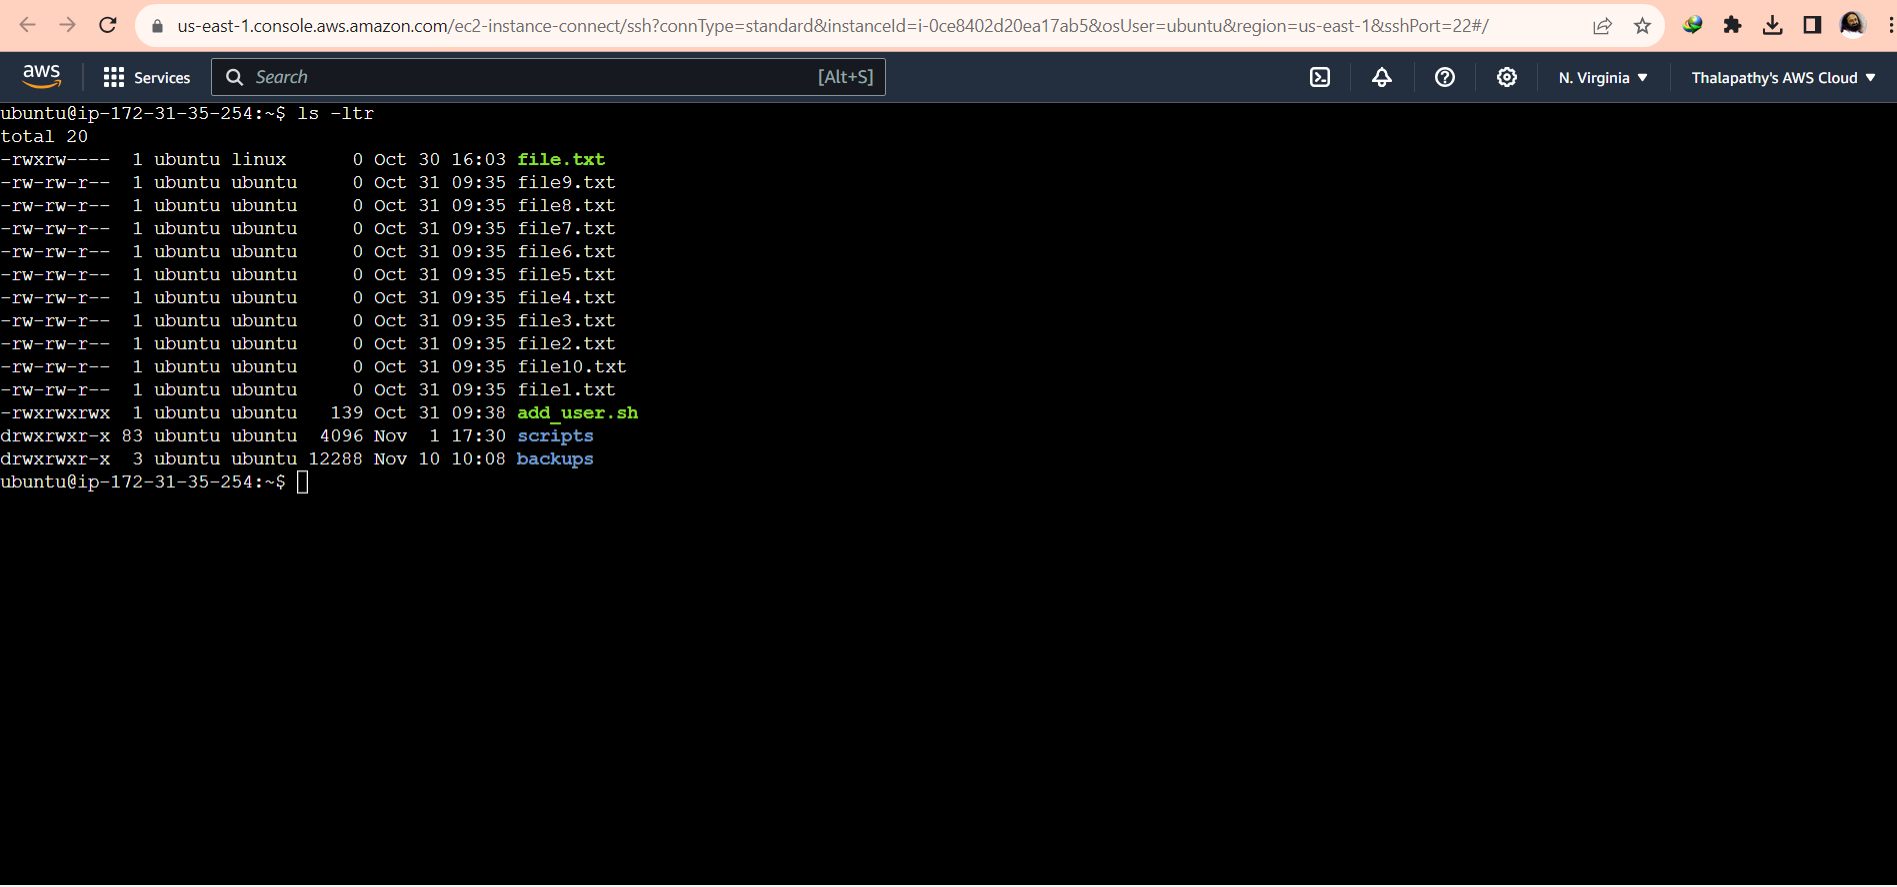 us-east-1.console.aws.amazon.com/ec2-instance-connect/ssh?connType=standard&instanceId=i-0ce8402d20ea17ab5&osUser=ubuntu&region=us-east-1&sshPort=22#/
aws Services Search [Alt+S] N. Virginia Thalapathy's AWS Cloud
ubuntu@ip-172-31-35-254:~$ ls -ltr
total 20
-rwxrw---- 1 ubuntu linux 0 Oct 30 16:03 file.txt
-rw-rw-r-- 1 ubuntu ubuntu 0 Oct 31 09:35 file9.txt
-rw-rw-r-- 1 ubuntu ubuntu 0 Oct 31 09:35 file8.txt
-rw-rw-r-- 1 ubuntu ubuntu 0 Oct 31 09:35 file7.txt
-rw-rw-r-- 1 ubuntu ubuntu 0 Oct 31 09:35 file6.txt
-rw-rw-r-- 1 ubuntu ubuntu 0 Oct 31 09:35 file5.txt
-rw-rw-r-- 1 ubuntu ubuntu 0 Oct 31 09:35 file4.txt
-rw-rw-r-- 1 ubuntu ubuntu 0 Oct 31 09:35 file3.txt
-rw-rw-r-- 1 ubuntu ubuntu 0 Oct 31 09:35 file2.txt
-rw-rw-r-- 1 ubuntu ubuntu 0 Oct 31 09:35 file10.txt
-rw-rw-r-- 1 ubuntu ubuntu 0 Oct 31 09:35 file1.txt
-rwxrwxrwx 1 ubuntu ubuntu 139 Oct 31 09:38 add_user.sh
drwxrwxr-x 83 ubuntu ubuntu 4096 Nov 1 17:30 scripts
drwxrwxr-x 3 ubuntu ubuntu 12288 Nov 10 10:08 backups
ubuntu@ip-172-31-35-254:~$